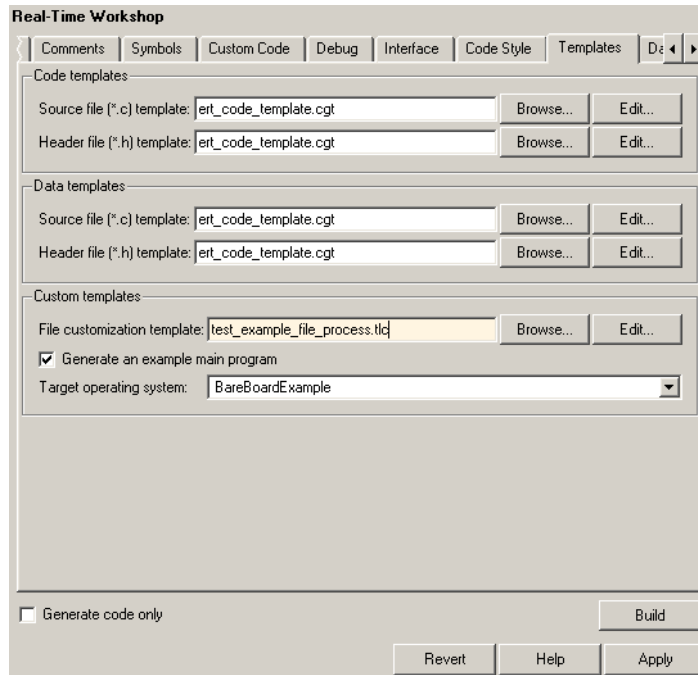 Real-Time Workshop
Comments Symbols Custom Code Debug Interface Code Style Templates
Code templates
Source file (*.c) template: ert_code_template.cgt Browse... Edit...
Header file (*.h) template: ert_code_template.cgt Browse... Edit...
Data templates
Source file (*.c) template: ert_code_template.cgt Browse... Edit...
Header file (*.h) template: ert_code_template.cgt Browse... Edit...
Custom templates
File customization template: test_example_file_process.tlc Browse... Edit...
Generate an example main program
Target operating system: BareBoardExample
Generate code only Build
Revert Help Apply